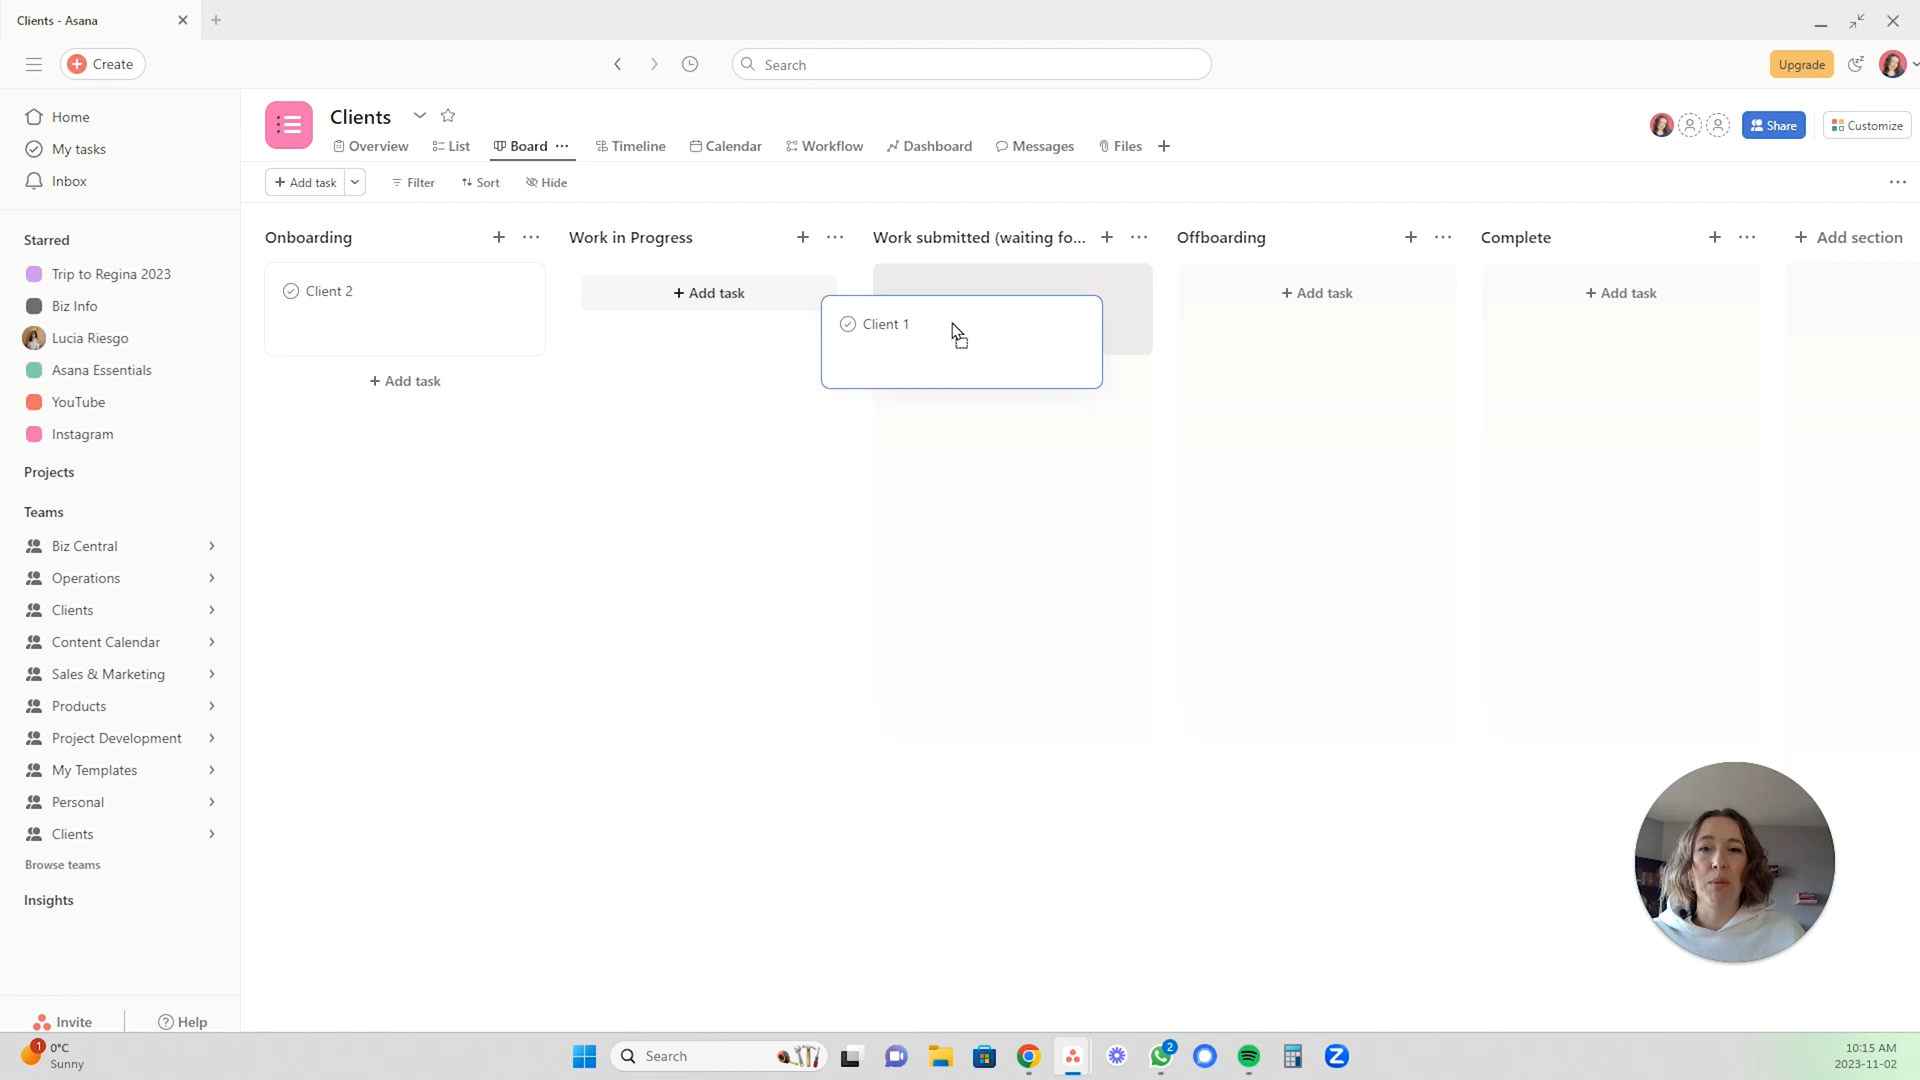 Clients - Asana
Create
Search
Upgrade
Home
My tasks
Inbox
Starred
Trip to Regina 2023
Biz Info
Lucia Riesgo
Asana Essentials
YouTube
Instagram
Projects
Teams
Biz Central
Operations
Clients
Content Calendar
Sales & Marketing
Products
Project Development
My Templates
Personal
Clients
Browse teams
Insights
Invite
Help
Clients
Overview
List
Board
Timeline
Calendar
Workflow
Dashboard
Messages
Files
Share
Customize
+ Add task
Filter
Sort
Hide
Onboarding
Client 2
+ Add task
Work in Progress
+ Add task
Work submitted (waiting fo...
Client 1
Offboarding
+ Add task
Complete
+ Add task
+ Add section
1
0°C
Sunny
Search
2
Z
10:15 AM
2023-11-02